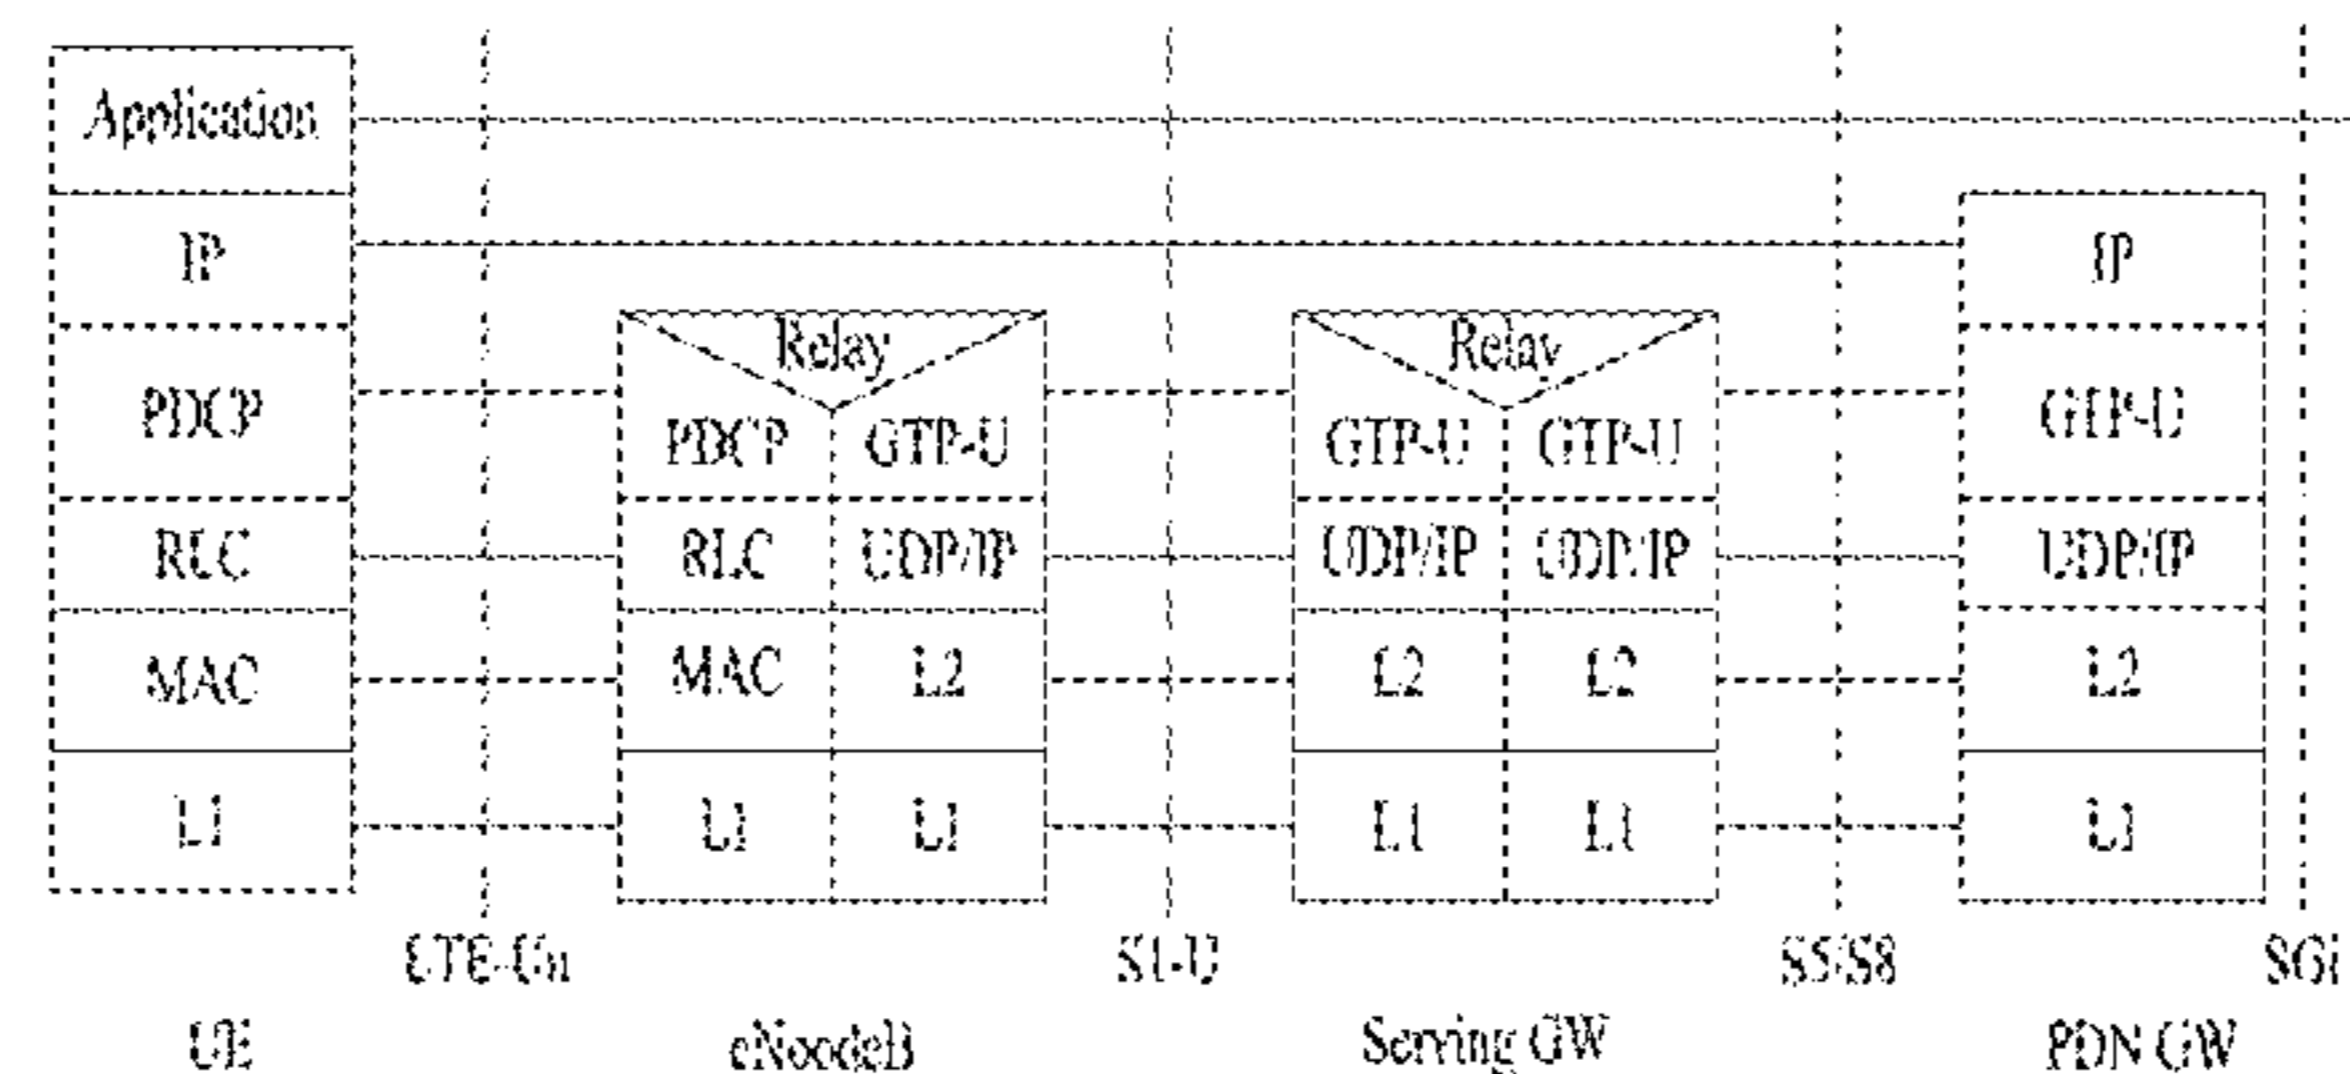 Application
IP IP
Relay Relay
PDCP PDCP GTP-U GTP-U GTP-U GTP-U
RLC RLC UDP/IP UDP/IP UDP/IP UDP/IP
MAC MAC L2 L2 L2 L2
L1 L1 L1 L1 L1 L1
LTE-Uu S1-U S5/S8 SGi
UE eNoodeB Serving GW PDN GW